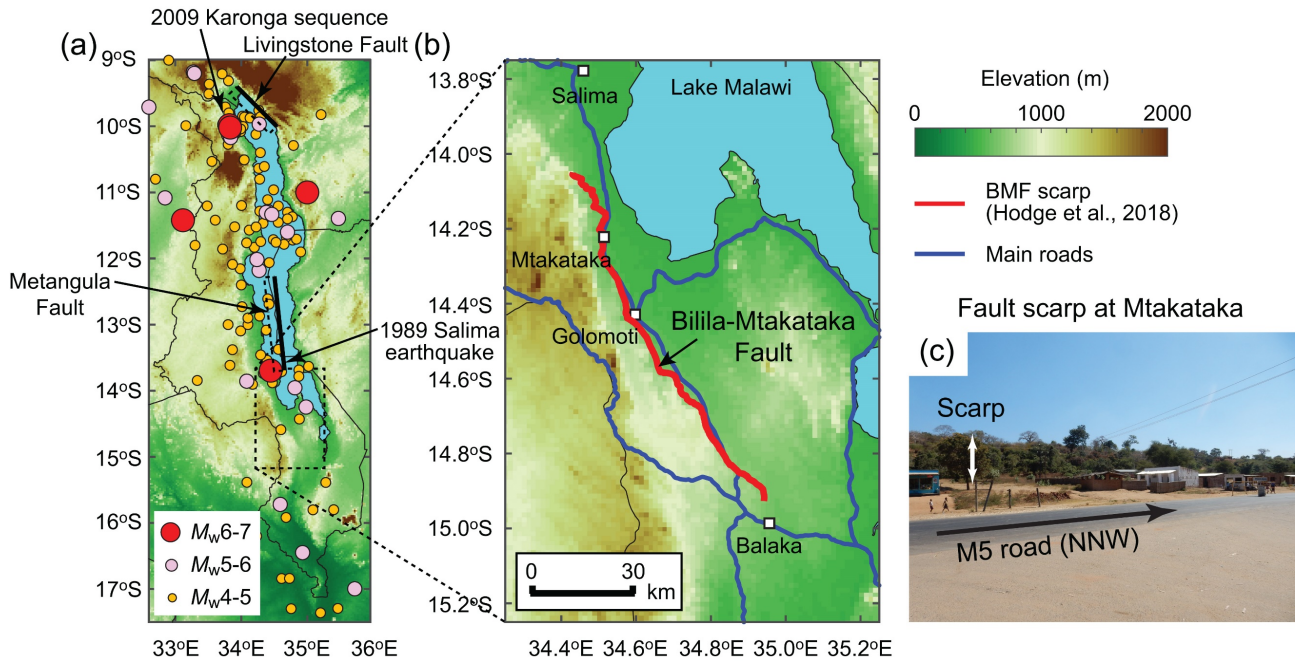 2009 Karonga sequence
Livingstone Fault
(a)
9°S
10°S
11°S
12°S
13°S
14°S
15°S
16°S
17°S
33°E 34°E 35°E 36°E
Metangula
Fault
1989 Salima
earthquake
Mw6-7
Mw5-6
Mw4-5
(b)
13.8°S
14.0°S
14.2°S
14.4°S
14.6°S
14.8°S
15.0°S
15.2°S
34.4°E 34.6°E 34.8°E 35.0°E 35.2°E
Salima
Lake Malawi
Mtakataka
Golomoti
Bilila-Mtakataka
Fault
Balaka
0 30
km
Elevation (m)
0 1000 2000
BMF scarp
(Hodge et al., 2018)
Main roads
Fault scarp at Mtakataka
(c)
Scarp
M5 road (NNW)